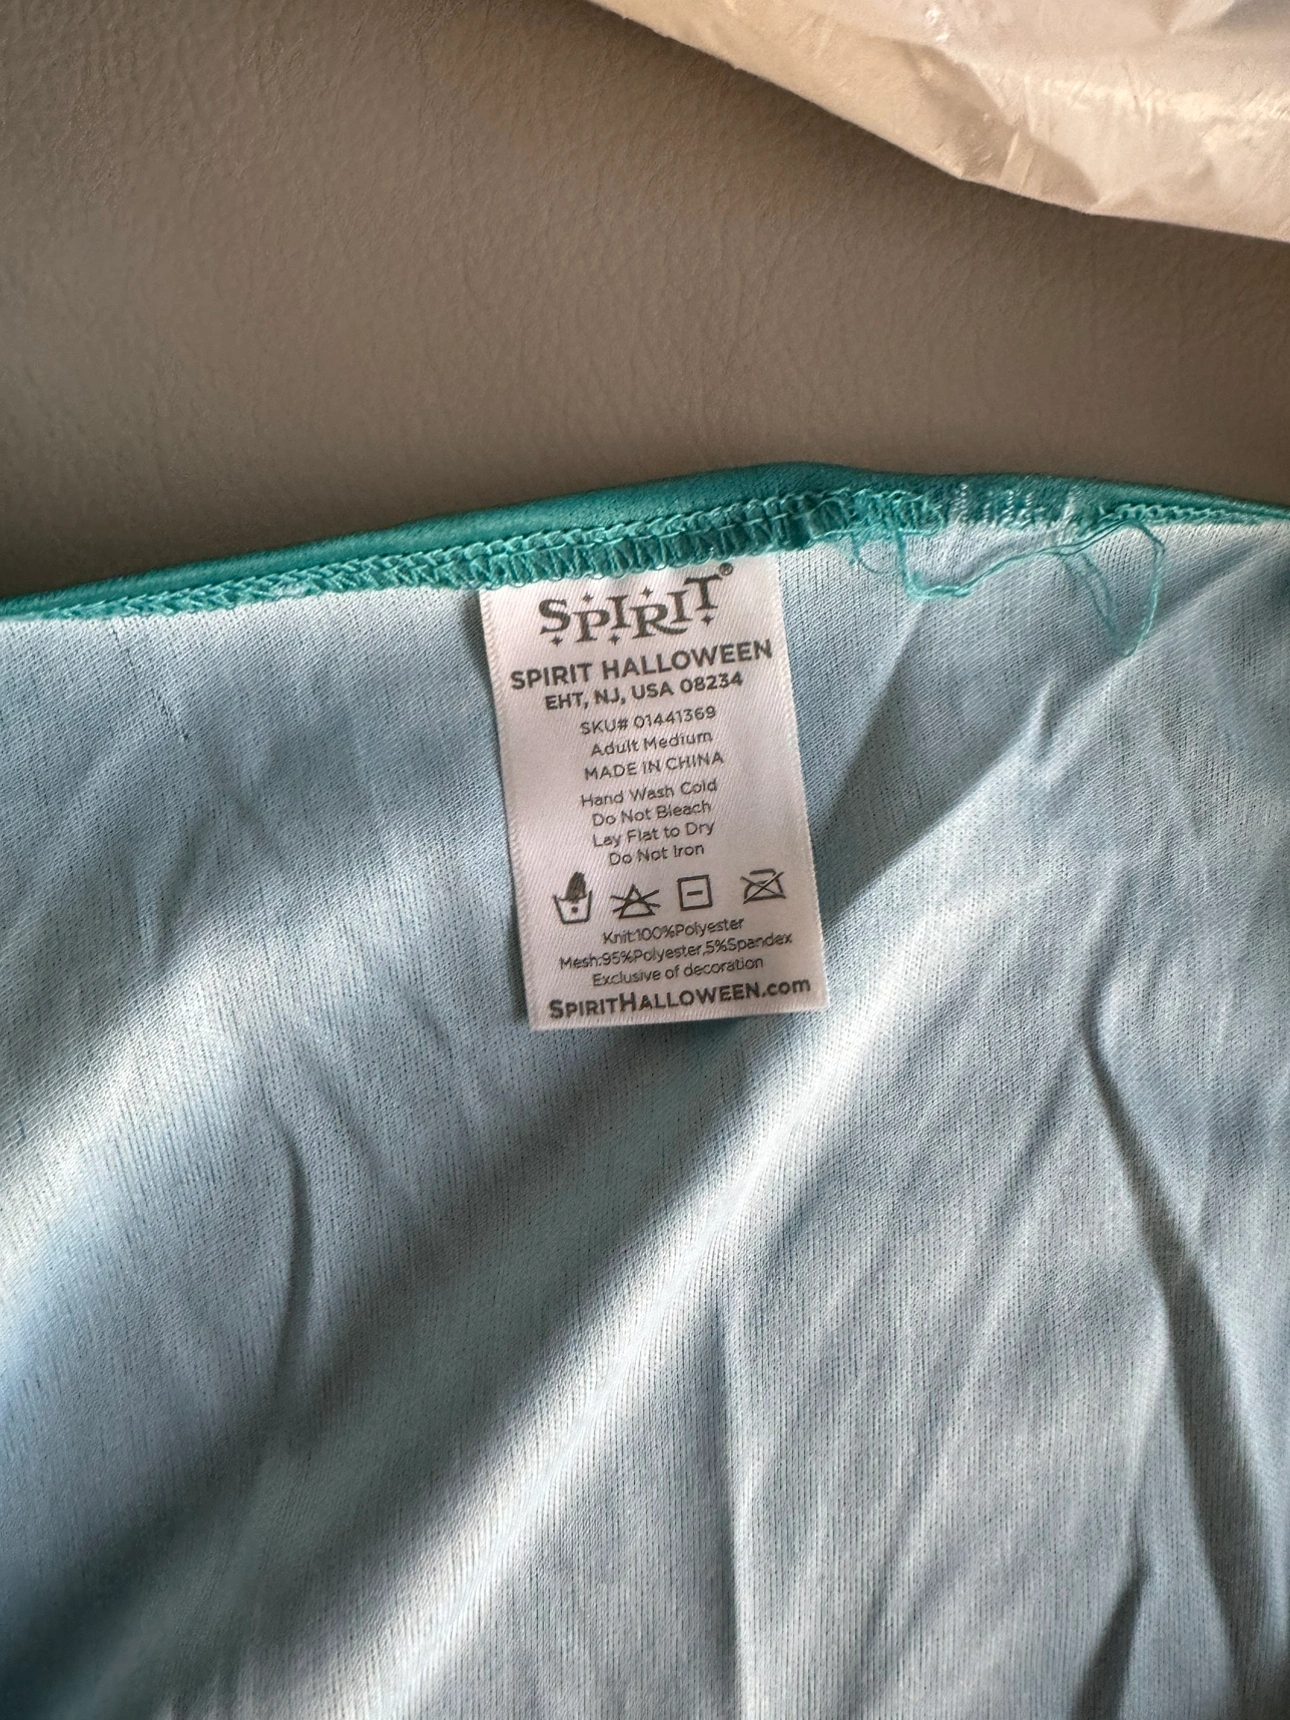 SPIRIT®
SPIRIT HALLOWEEN
EHT, NJ, USA 08234
SKU# 01441369
Adult Medium
MADE IN CHINA
Hand Wash Cold
Do Not Bleach
Lay Flat to Dry
Do Not Iron
Knit:100%Polyester
Mesh:95%Polyester,5%Spandex
Exclusive of decoration
SPIRITHALLOWEEN.com